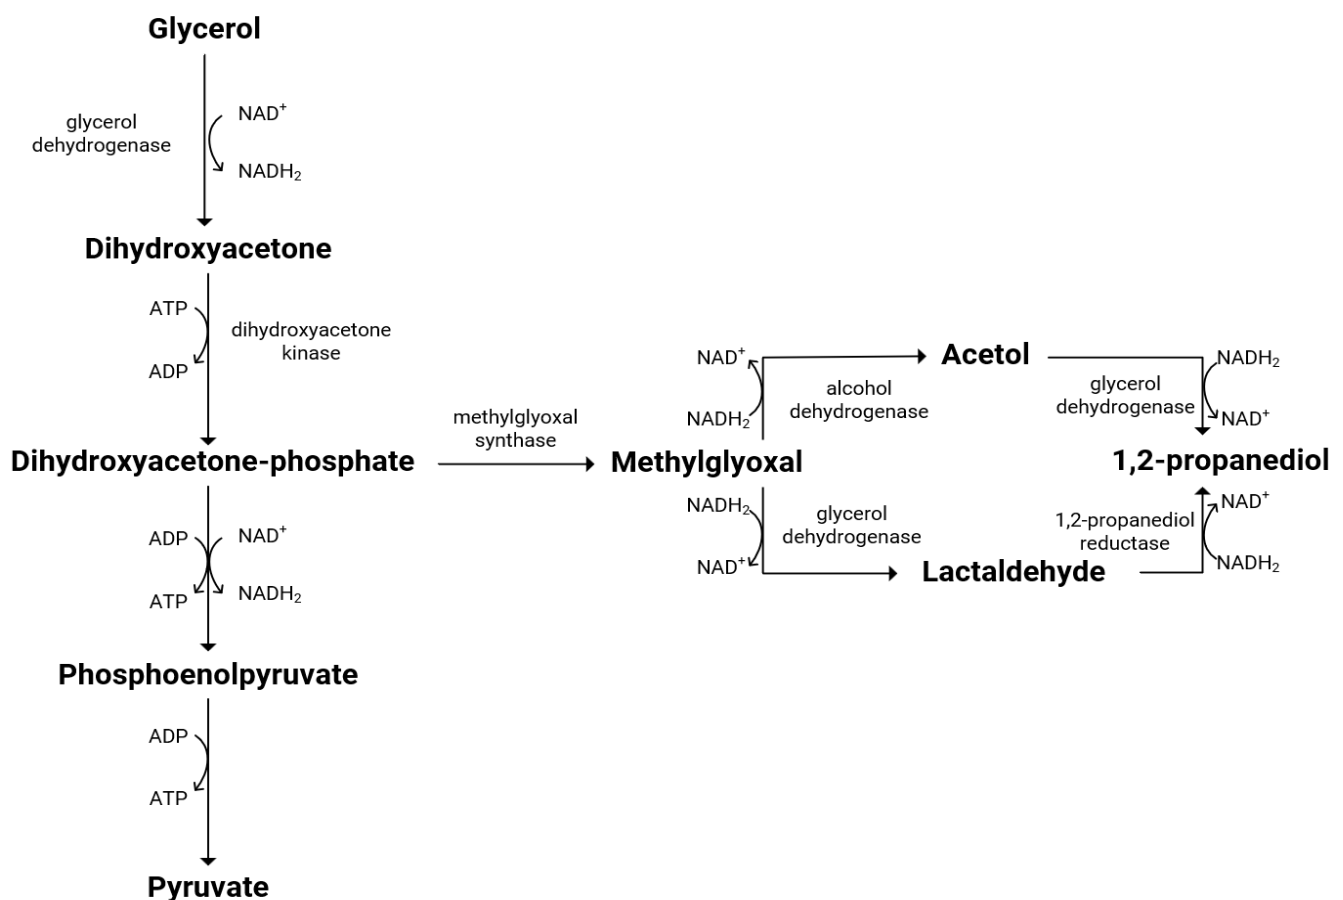 Glycerol
glycerol
dehydrogenase
NAD⁺
NADH₂
Dihydroxyacetone
ATP
ADP
dihydroxyacetone
kinase
Dihydroxyacetone-phosphate
methylglyoxal
synthase
Methylglyoxal
NAD⁺
NADH₂
alcohol
dehydrogenase
Acetol
glycerol
dehydrogenase
NADH₂
NAD⁺
1,2-propanediol
NADH₂
NAD⁺
glycerol
dehydrogenase
Lactaldehyde
1,2-propanediol
reductase
NAD⁺
NADH₂
ADP
ATP
NAD⁺
NADH₂
Phosphoenolpyruvate
ADP
ATP
Pyruvate